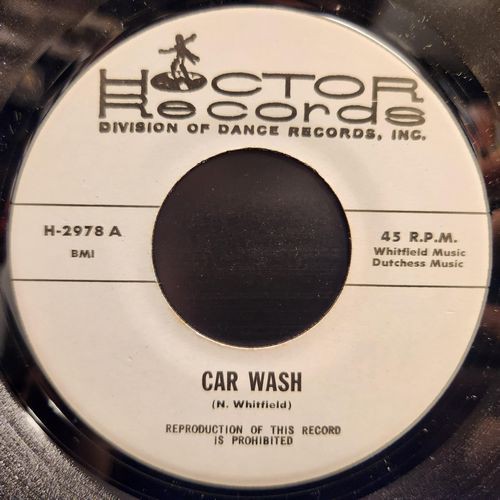 HOCTOR
Records
DIVISION OF DANCE RECORDS, INC.
H-2978 A
BMI
45 R.P.M.
Whitfield Music
Dutchess Music
CAR WASH
(N. Whitfield)
REPRODUCTION OF THIS RECORD
IS PROHIBITED